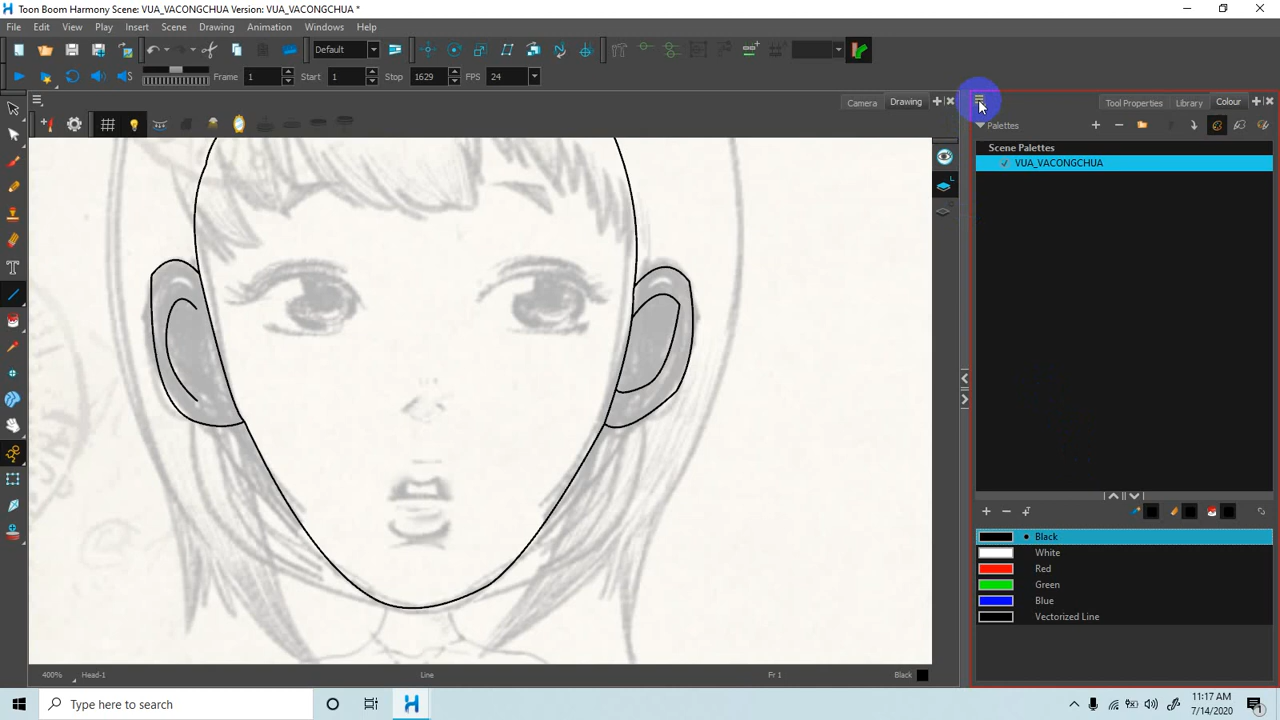 Toon Boom Harmony Scene: VUA_VACONGCHUA Version: VUA_VACONGCHUA *
File Edit View Play Insert Scene Drawing Animation Windows Help
Default
Frame 1 Start 1 Stop 1629 FPS 24
Camera Drawing
Tool Properties Library Colour
Palettes
Scene Palettes
VUA_VACONGCHUA
Black
White
Red
Green
Blue
Vectorized Line
400% Head-1 Line Fr 1 Black
Type here to search
11:17 AM
7/14/2020
1